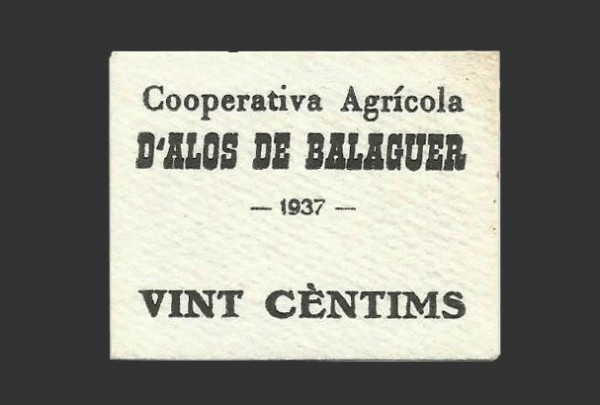 Cooperativa Agrícola
D'ALOS DE BALAGUER
— 1937 —
VINT CÈNTIMS